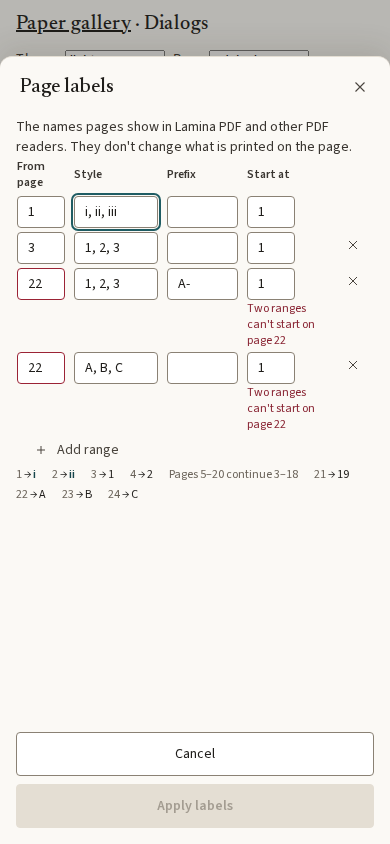 Paper gallery · Dialogs
Page labels
The names pages show in Lamina PDF and other PDF
readers. They don't change what is printed on the page.
From page Style Prefix Start at
1 i, ii, iii 1
3 1, 2, 3 1
22 1, 2, 3 A- 1
Two ranges
can't start on
page 22
22 A, B, C 1
Two ranges
can't start on
page 22
+ Add range
1 → i 2 → ii 3 → 1 4 → 2 Pages 5–20 continue 3–18 21 → 19
22 → A 23 → B 24 → C
Cancel
Apply labels